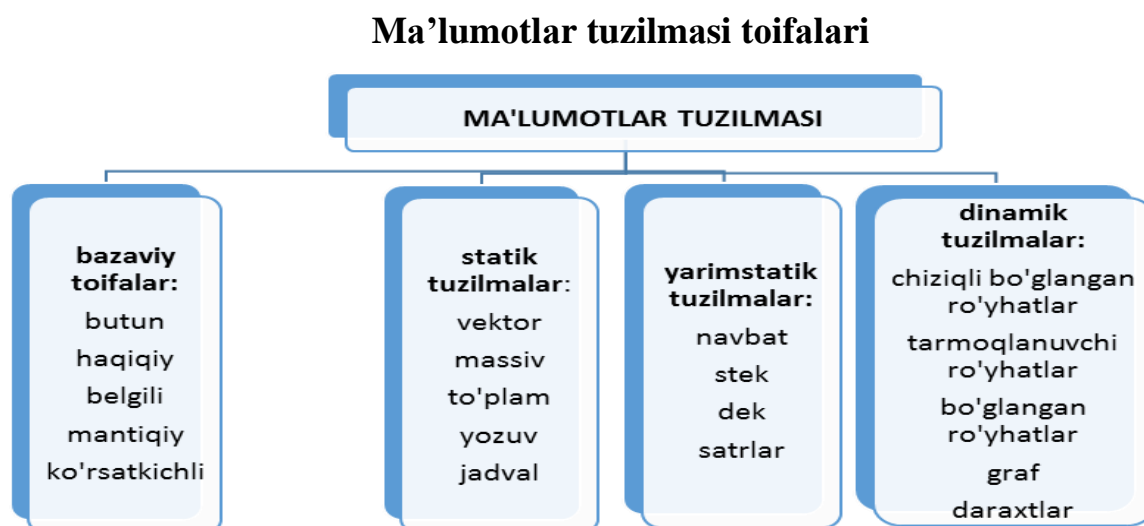 Ma’lumotlar tuzilmasi toifalari
MA'LUMOTLAR TUZILMASI
bazaviy
toifalar:
butun
haqiqiy
belgili
mantiqiy
ko'rsatkichli
statik
tuzilmalar:
vektor
massiv
to'plam
yozuv
jadval
yarimstatik
tuzilmalar:
navbat
stek
dek
satrlar
dinamik
tuzilmalar:
chiziqli bo'glangan
ro'yhatlar
tarmoqlanuvchi
ro'yhatlar
bo'glangan
ro'yhatlar
graf
daraxtlar